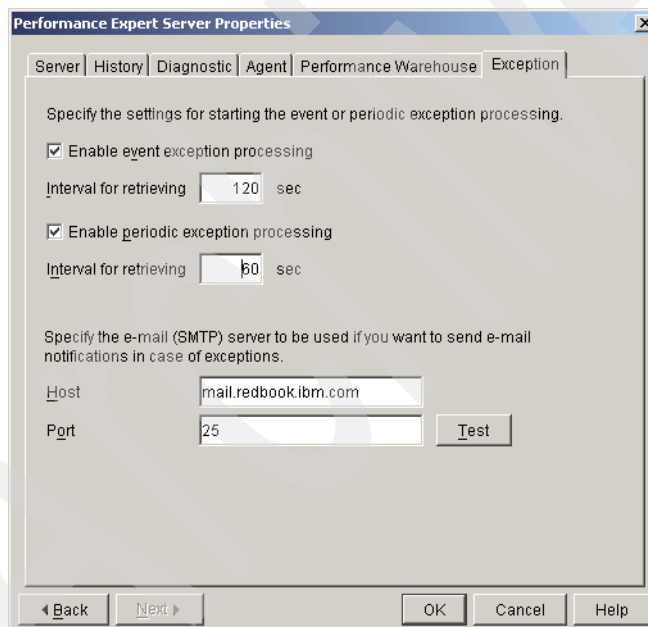 Performance Expert Server Properties
Server History Diagnostic Agent Performance Warehouse Exception
Specify the settings for starting the event or periodic exception processing.
Enable event exception processing
Interval for retrieving 120 sec
Enable periodic exception processing
Interval for retrieving 60 sec
Specify the e-mail (SMTP) server to be used if you want to send e-mail
notifications in case of exceptions.
Host mail.redbook.ibm.com
Port 25 Test
Back Next OK Cancel Help